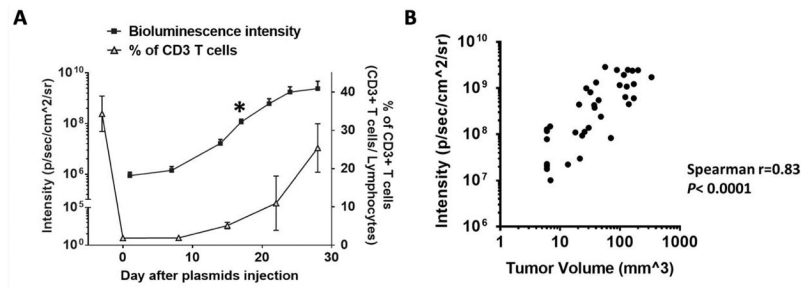 A
Bioluminescence intensity
% of CD3 T cells
Intensity (p/sec/cm^2/sr)
10^10
10^8
10^6
10^5
10^0
*
40
30
20
10
0
% of CD3+ T cells
(CD3+ T cells/ Lymphocytes)
0 10 20 30
Day after plasmids injection
B
Intensity (p/sec/cm^2/sr)
10^10
10^9
10^8
10^7
10^6
1 10 100 1000
Tumor Volume (mm^3)
Spearman r=0.83
P< 0.0001